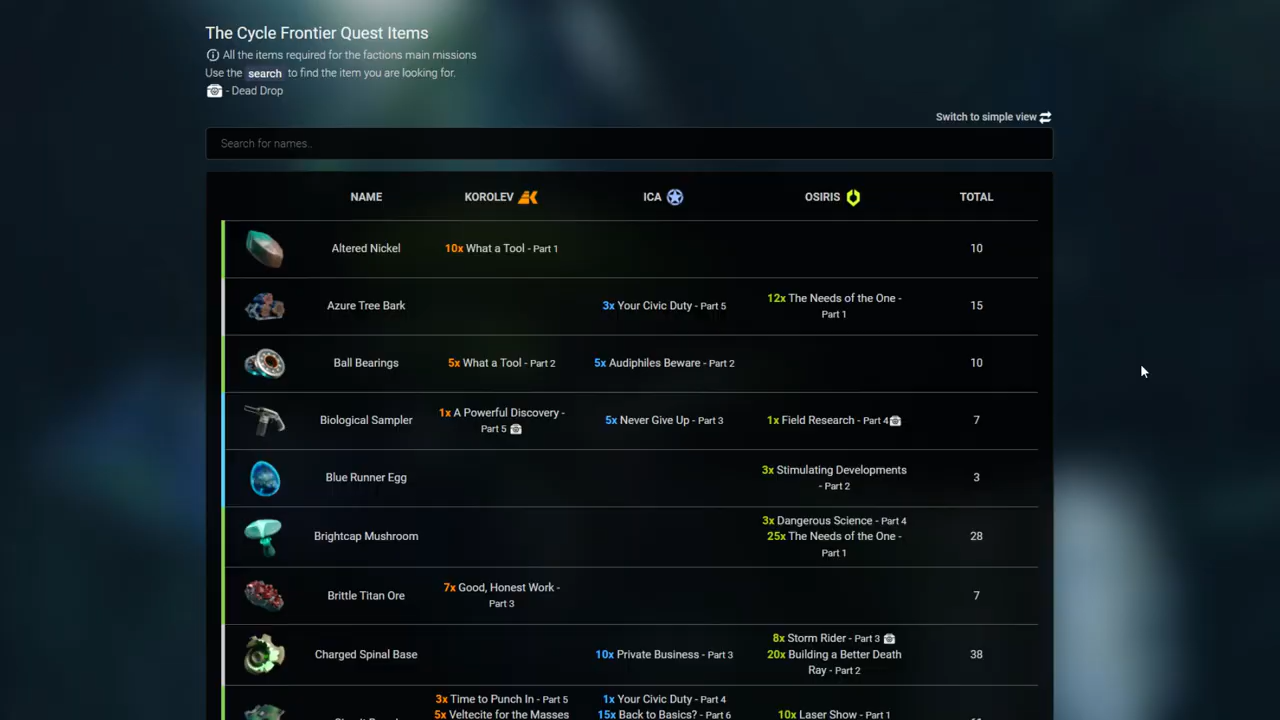 The Cycle Frontier Quest Items
All the items required for the factions main missions
Use the search to find the item you are looking for.
- Dead Drop
Switch to simple view
Search for names..
NAME KOROLEV ICA OSIRIS TOTAL
Altered Nickel 10x What a Tool - Part 1 10
Azure Tree Bark 3x Your Civic Duty - Part 5 12x The Needs of the One - 15
Part 1
Ball Bearings 5x What a Tool - Part 2 5x Audiphiles Beware - Part 2 10
Biological Sampler 1x A Powerful Discovery - 5x Never Give Up - Part 3 1x Field Research - Part 4 7
Part 5
Blue Runner Egg 3x Stimulating Developments 3
- Part 2
Brightcap Mushroom 3x Dangerous Science - Part 4 28
25x The Needs of the One -
Part 1
Brittle Titan Ore 7x Good, Honest Work - 7
Part 3
Charged Spinal Base 10x Private Business - Part 3 8x Storm Rider - Part 3 38
20x Building a Better Death
Ray - Part 2
3x Time to Punch In - Part 5 1x Your Civic Duty - Part 4
5x Veltecite for the Masses 15x Back to Basics? - Part 6 10x Laser Show - Part 1